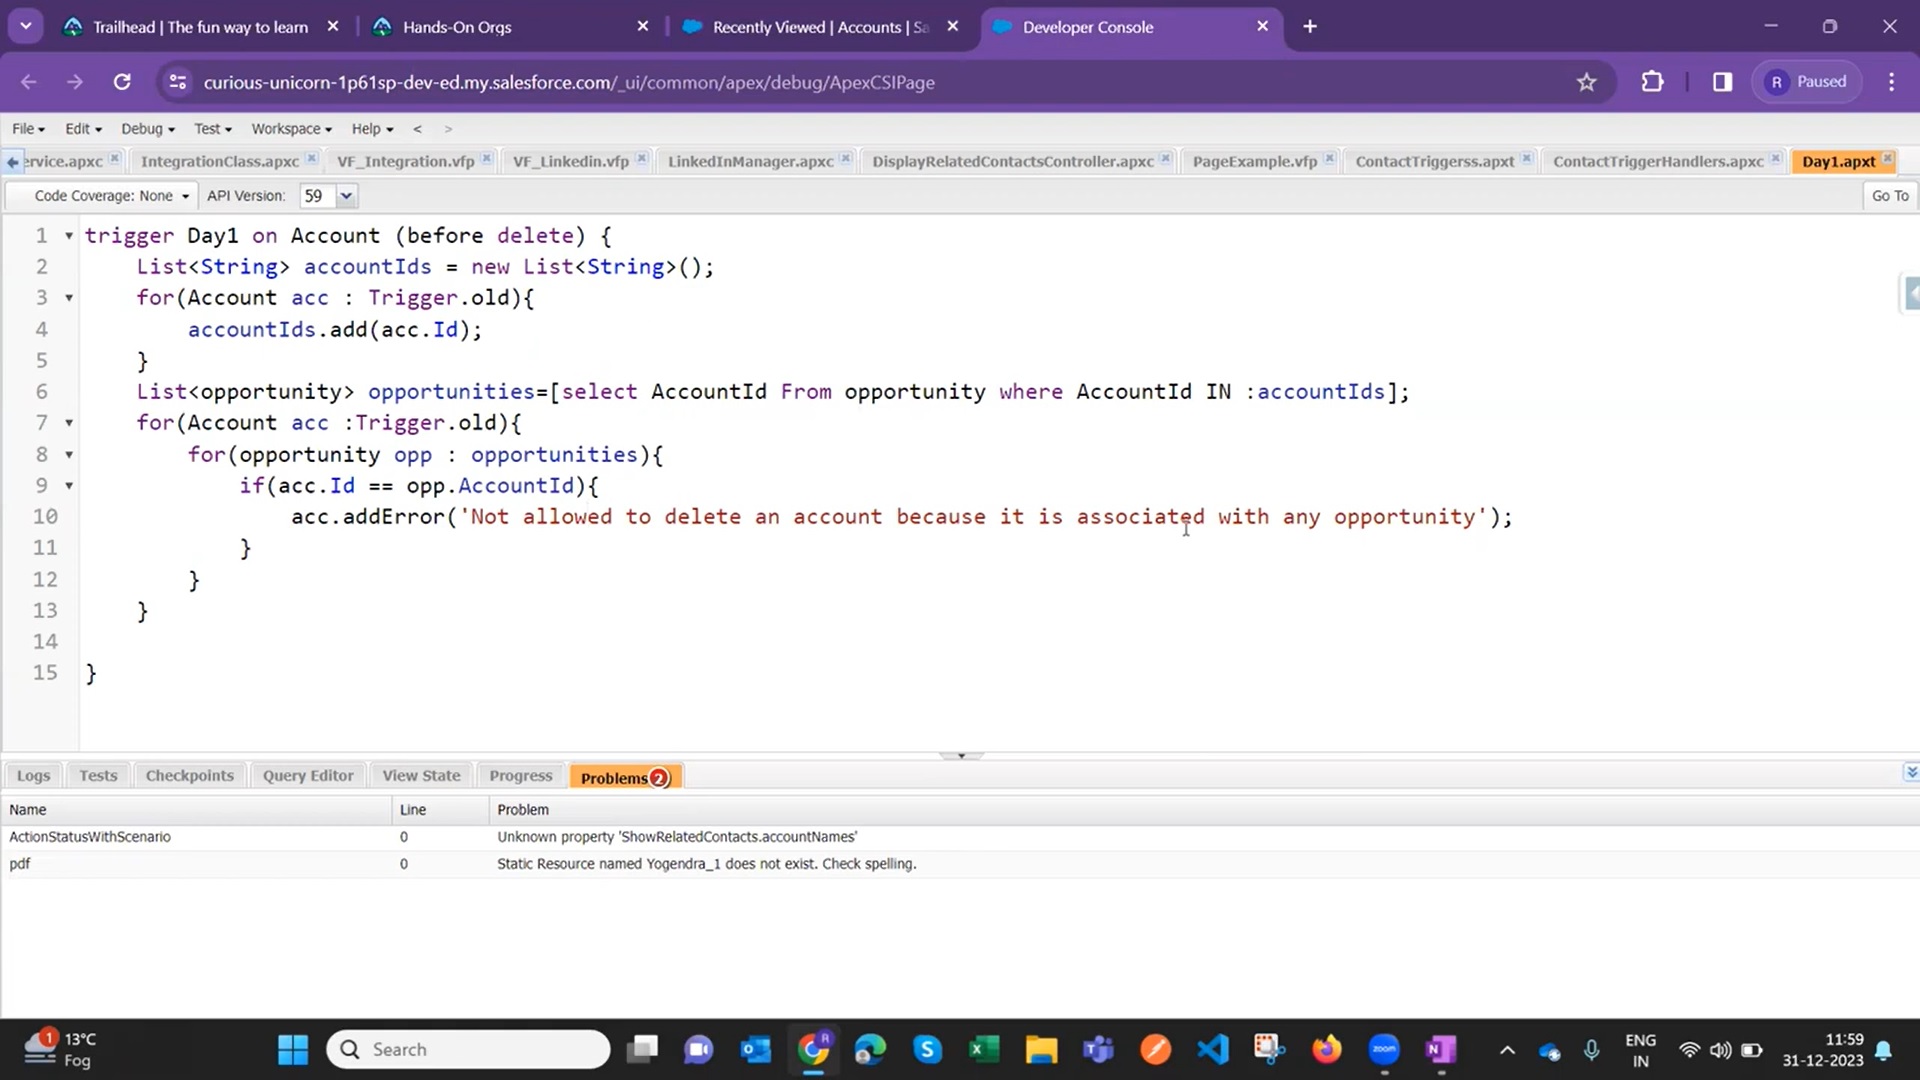 Trailhead | The fun way to learn
Hands-On Orgs
Recently Viewed | Accounts | Sa
Developer Console
curious-unicorn-1p61sp-dev-ed.my.salesforce.com/_ui/common/apex/debug/ApexCSIPage
R Paused
File Edit Debug Test Workspace Help < >
ervice.apxc IntegrationClass.apxc VF_Integration.vfp VF_Linkedin.vfp LinkedInManager.apxc DisplayRelatedContactsController.apxc PageExample.vfp ContactTriggerss.apxt ContactTriggerHandlers.apxc Day1.apxt
Code Coverage: None API Version: 59 Go To
1 trigger Day1 on Account (before delete) {
2 List<String> accountIds = new List<String>();
3 for(Account acc : Trigger.old){
4 accountIds.add(acc.Id);
5 }
6 List<opportunity> opportunities=[select AccountId From opportunity where AccountId IN :accountIds];
7 for(Account acc :Trigger.old){
8 for(opportunity opp : opportunities){
9 if(acc.Id == opp.AccountId){
10 acc.addError('Not allowed to delete an account because it is associated with any opportunity');
11 }
12 }
13 }
14
15 }
Logs Tests Checkpoints Query Editor View State Progress Problems 2
Name Line Problem
ActionStatusWithScenario 0 Unknown property 'ShowRelatedContacts.accountNames'
pdf 0 Static Resource named Yogendra_1 does not exist. Check spelling.
1 13°C
Fog
Search
R
zoom
ENG
IN
11:59
31-12-2023